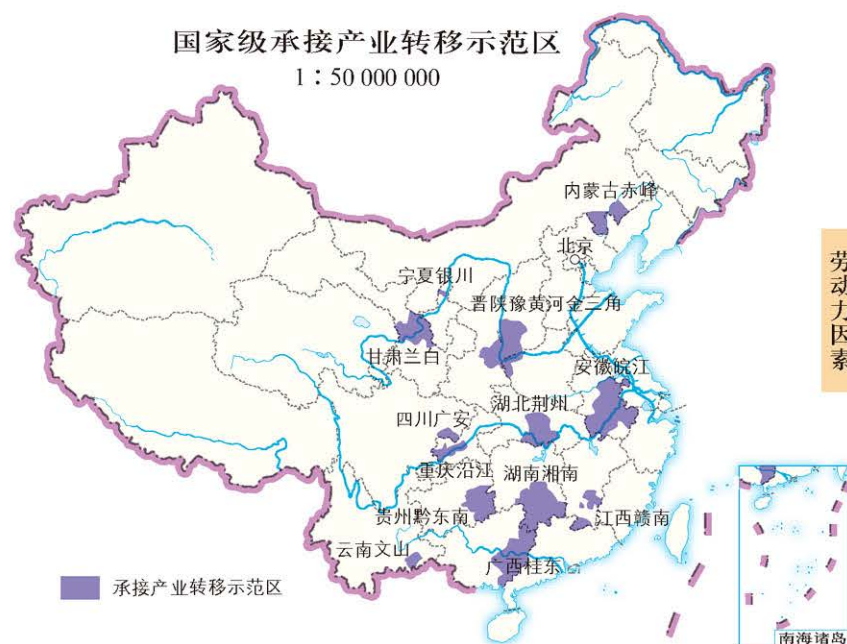 国家级承接产业转移示范区
1∶50 000 000
内蒙古赤峰
北京
宁夏银川
晋陕豫黄河金三角
甘肃兰白
安徽皖江
湖北荆州
四川广安
重庆沿江
湖南湘南
贵州黔东南
江西赣南
云南文山
广西桂东
承接产业转移示范区
南海诸岛
劳动力因素